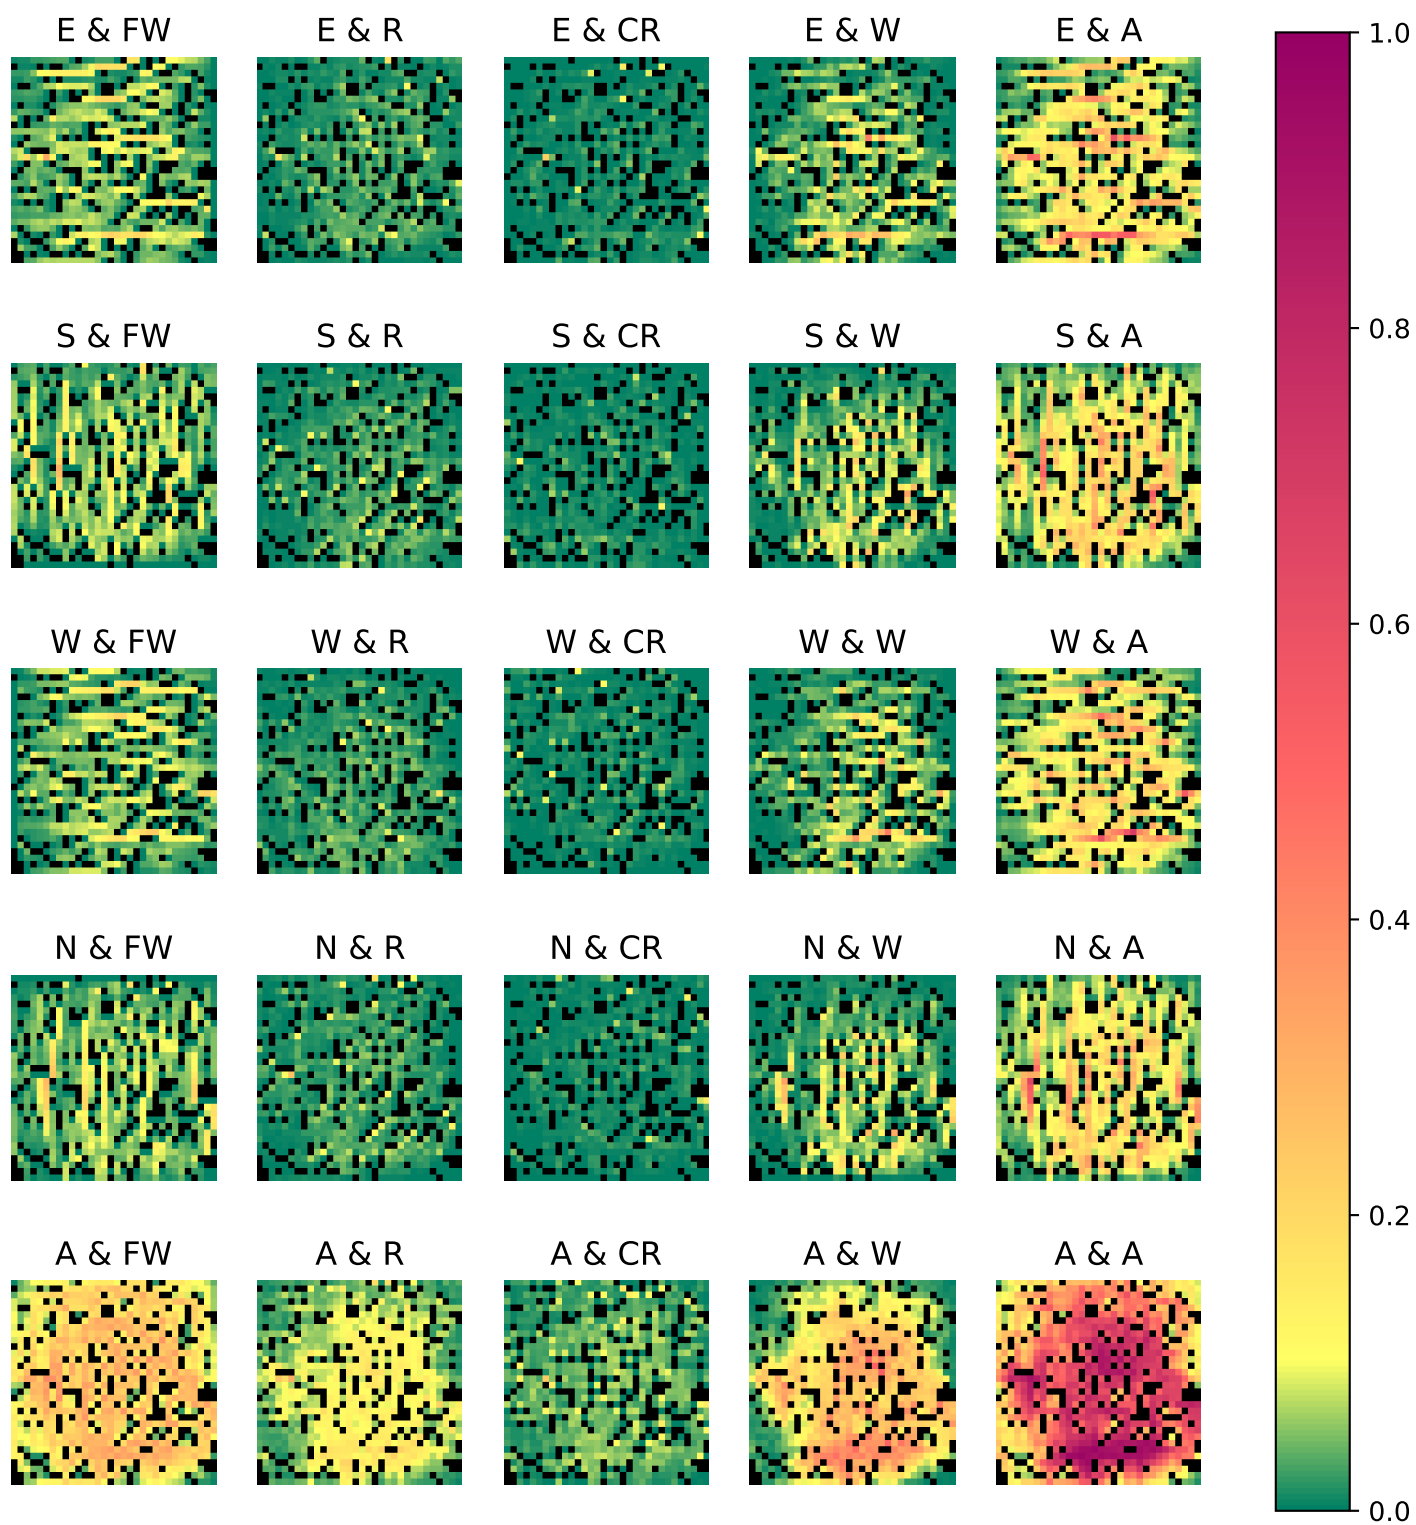 E & FW E & R E & CR E & W E & A
S & FW S & R S & CR S & W S & A
W & FW W & R W & CR W & W W & A
N & FW N & R N & CR N & W N & A
A & FW A & R A & CR A & W A & A
1.0
0.8
0.6
0.4
0.2
0.0